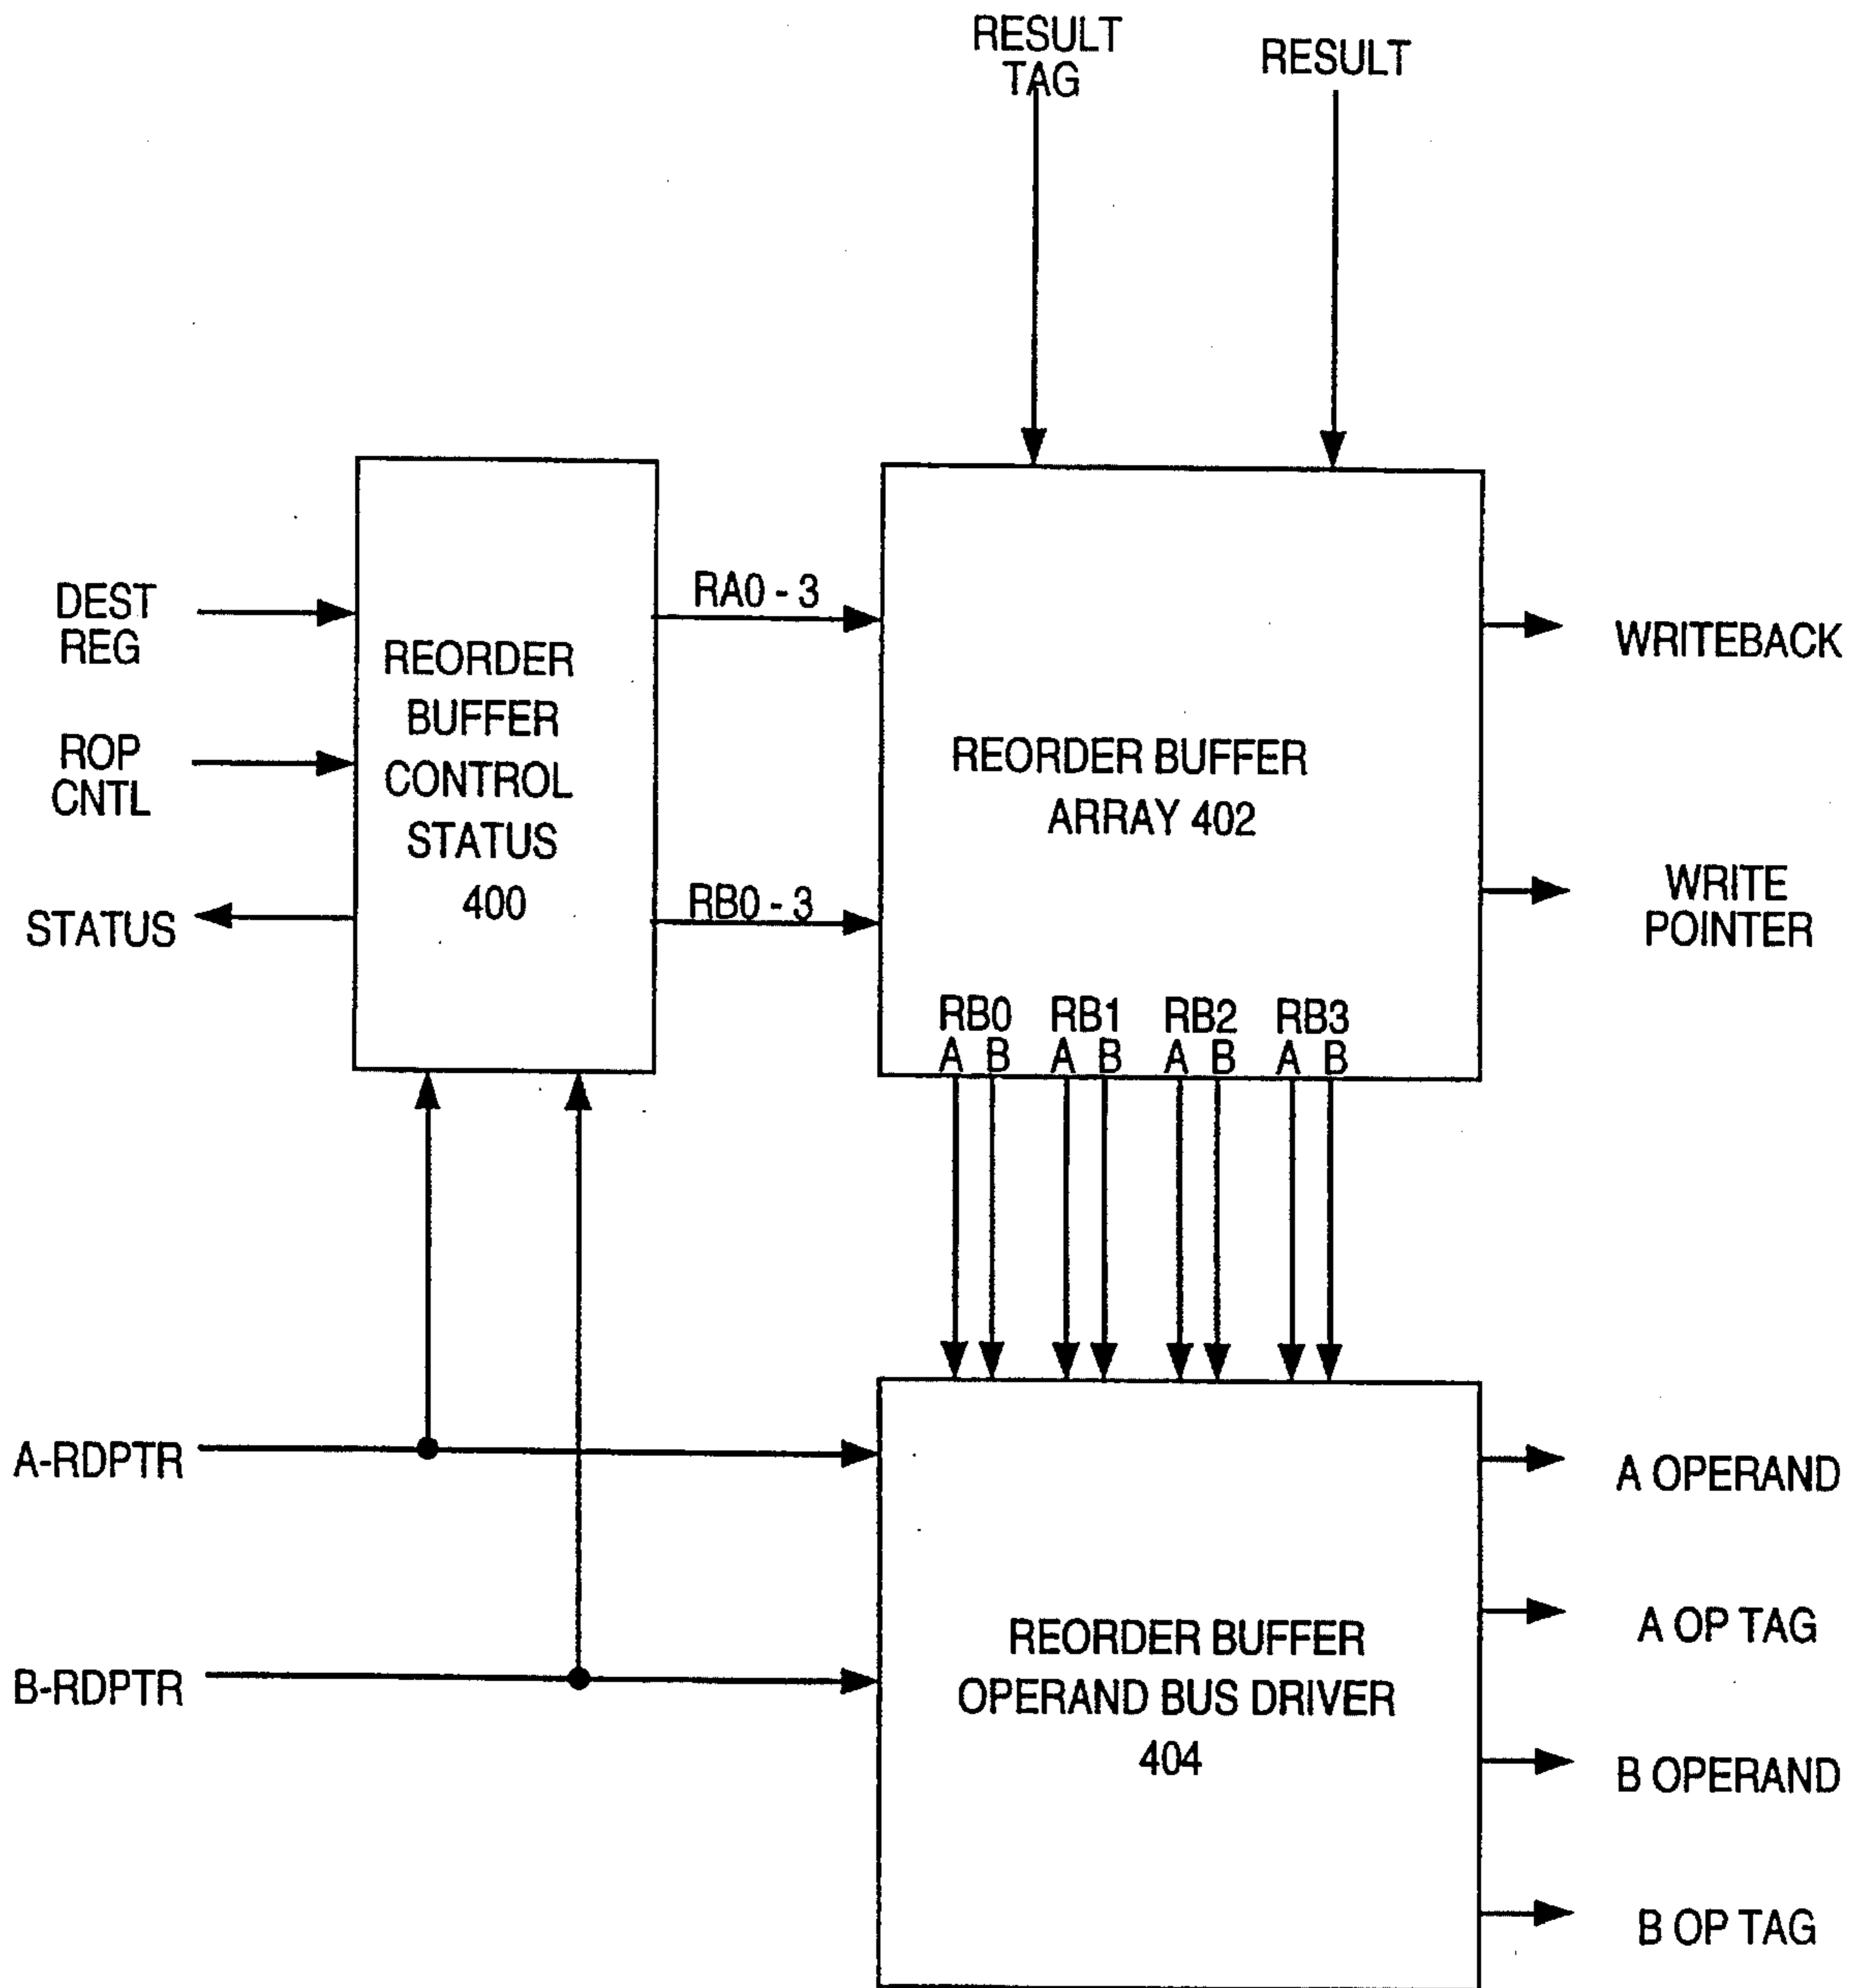 RESULT
TAG
RESULT
DEST
REG
ROP
CNTL
STATUS
REORDER
BUFFER
CONTROL
STATUS
400
RA0 - 3
RB0 - 3
REORDER BUFFER
ARRAY 402
WRITEBACK
WRITE
POINTER
RB0 RB1 RB2 RB3
A B A B A B A B
A-RDPTR
B-RDPTR
REORDER BUFFER
OPERAND BUS DRIVER
404
A OPERAND
A OP TAG
B OPERAND
B OP TAG